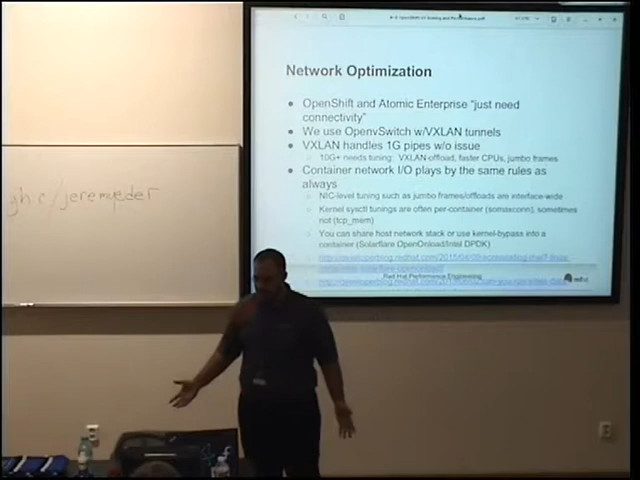 Network Optimization
● OpenShift and Atomic Enterprise "just need
connectivity"
● We use OpenvSwitch w/VXLAN tunnels
● VXLAN handles 1G pipes w/o issue
○ 10G+ needs tuning: VXLAN offload, faster CPUs, jumbo frames
● Container network I/O plays by the same rules as
always
○ NIC-level tuning such as jumbo frames/offloads are interface-wide
○ Kernel sysctl tunings are often per-container (somaxconn), sometimes
not (tcp_mem)
○ You can share host network stack or use kernel-bypass into a
container (Solarflare OpenOnload/Intel DPDK)
Red Hat Performance Engineering
ghc/jeremyeder